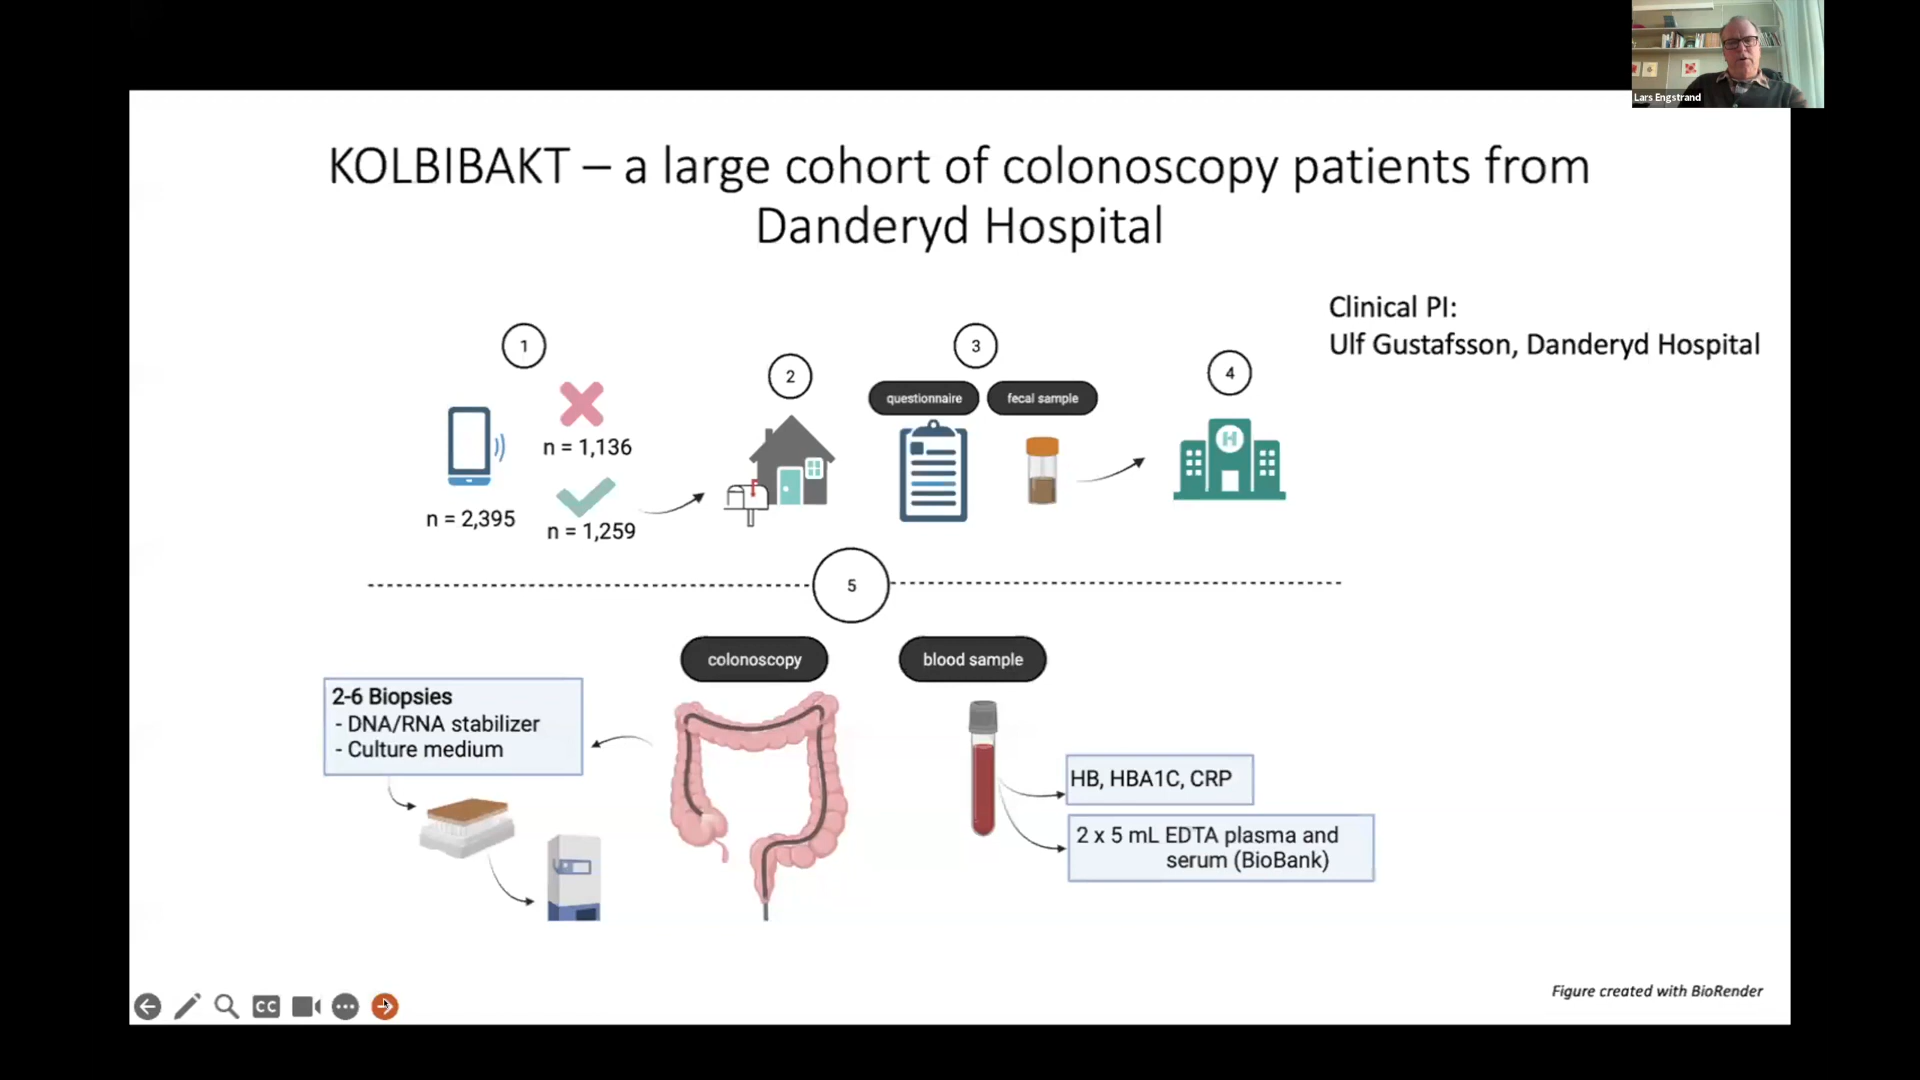 Lars Engstrand
KOLBIBAKT – a large cohort of colonoscopy patients from
Danderyd Hospital
Clinical PI:
Ulf Gustafsson, Danderyd Hospital
1
n = 2,395
n = 1,136
n = 1,259
2
3
questionnaire
fecal sample
4
H
5
colonoscopy
blood sample
2-6 Biopsies
- DNA/RNA stabilizer
- Culture medium
HB, HBA1C, CRP
2 x 5 mL EDTA plasma and
serum (BioBank)
Figure created with BioRender
CC